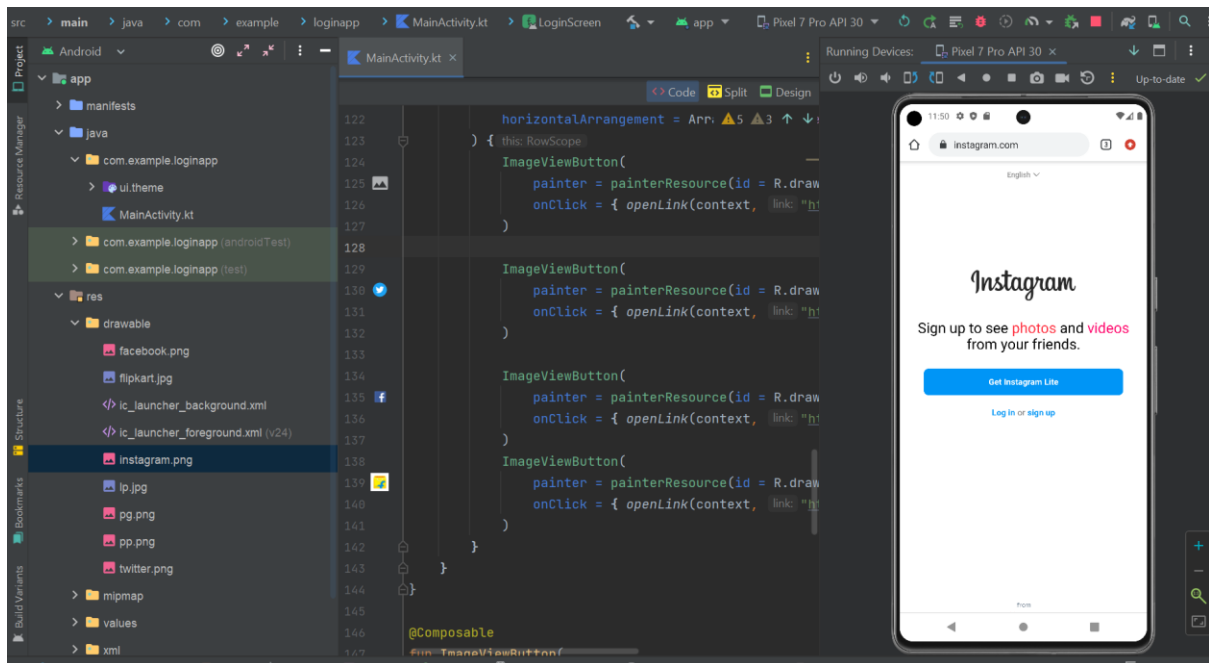 src > main > java > com > example > loginapp > MainActivity.kt > LoginScreen app Pixel 7 Pro API 30
Project
Resource Manager
Structure
Bookmarks
Build Variants
Android
app
manifests
java
com.example.loginapp
ui.theme
MainActivity.kt
com.example.loginapp (androidTest)
com.example.loginapp (test)
res
drawable
facebook.png
flipkart.jpg
ic_launcher_background.xml
ic_launcher_foreground.xml (v24)
instagram.png
lp.jpg
pg.png
pp.png
twitter.png
mipmap
values
xml
MainActivity.kt
Code Split Design
5 3
122 horizontalArrangement = Arr
123 ) { this: RowScope
124 ImageViewButton(
125 painter = painterResource(id = R.draw
126 onClick = { openLink(context, link: "ht
127 )
128
129 ImageViewButton(
130 painter = painterResource(id = R.draw
131 onClick = { openLink(context, link: "ht
132 )
133
134 ImageViewButton(
135 painter = painterResource(id = R.draw
136 onClick = { openLink(context, link: "ht
137 )
138 ImageViewButton(
139 painter = painterResource(id = R.draw
140 onClick = { openLink(context, link: "h
141 )
142 }
143 }
144 }
145
146 @Composable
147 fun ImageViewButton(
Running Devices: Pixel 7 Pro API 30
Up-to-date
11:50
instagram.com
3
English
Instagram
Sign up to see photos and videos
from your friends.
Get Instagram Lite
Log in or sign up
from